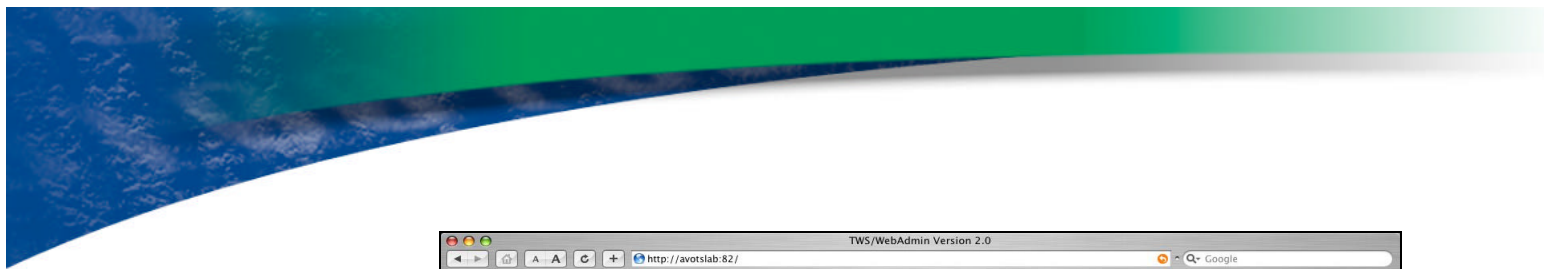 TWS/WebAdmin Version 2.0
A A C + http://avotslab:82/ Q Google